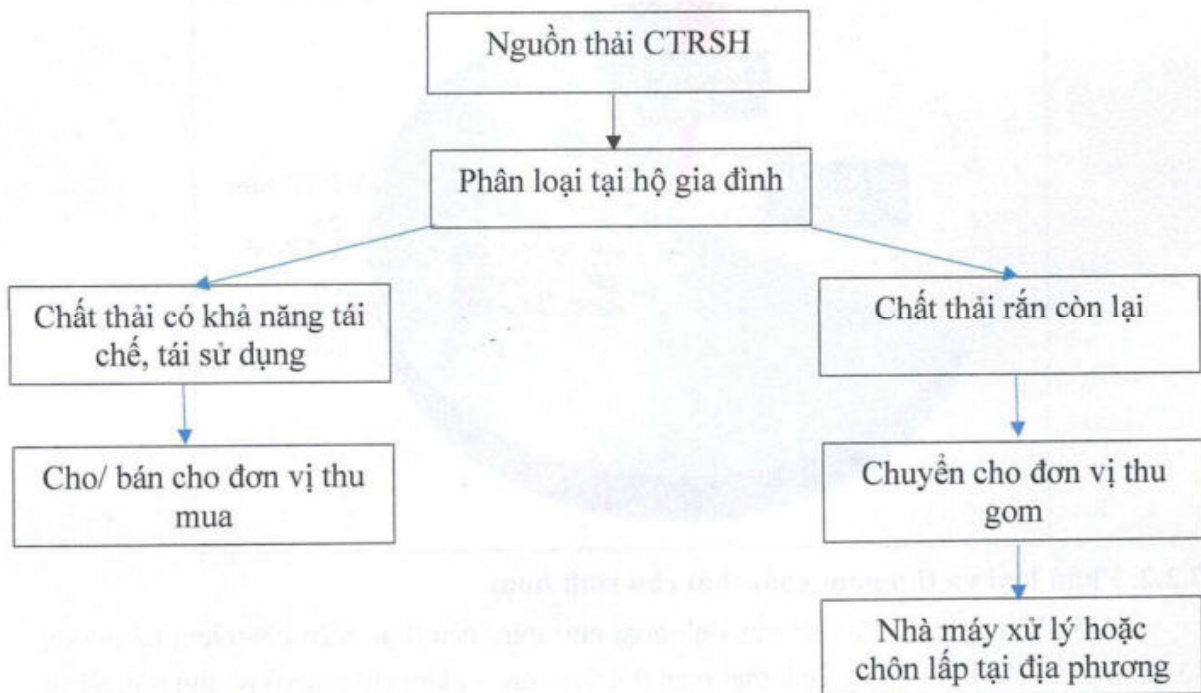 Nguồn thải CTRSH
Phân loại tại hộ gia đình
Chất thải có khả năng tái
chế, tái sử dụng
Chất thải rắn còn lại
Cho/ bán cho đơn vị thu
mua
Chuyển cho đơn vị thu
gom
Nhà máy xử lý hoặc
chôn lấp tại địa phương